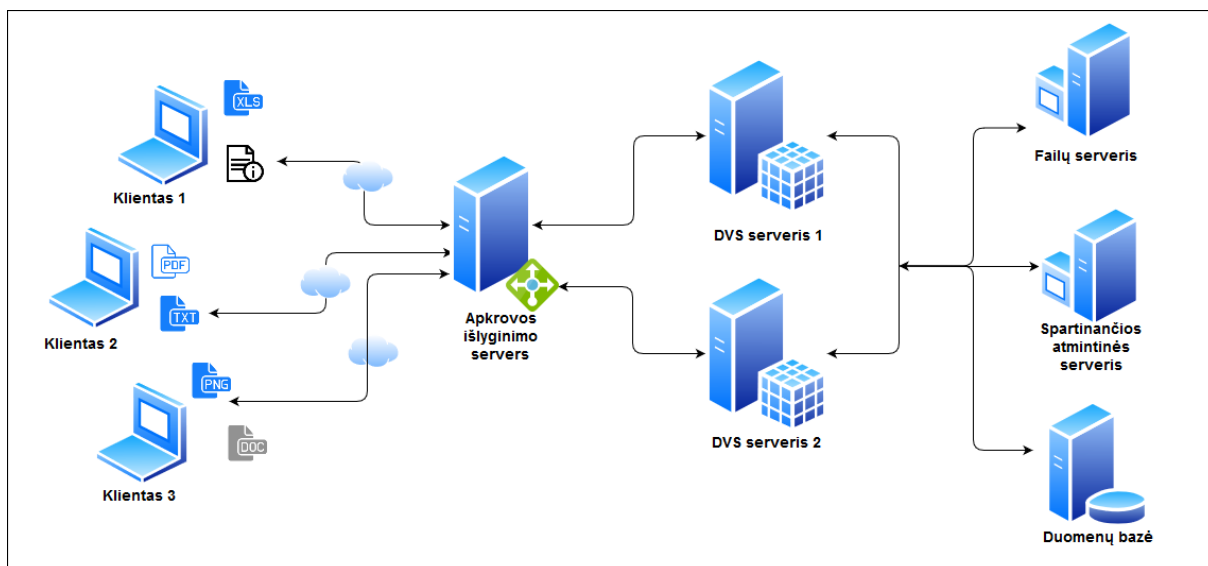 XLS
Klientas 1
PDF
TXT
Klientas 2
PNG
DOC
Klientas 3
Apkrovos
išlyginimo
servers
DVS serveris 1
DVS serveris 2
Failų serveris
Spartinančios
atmintinės
serveris
Duomenų bazė